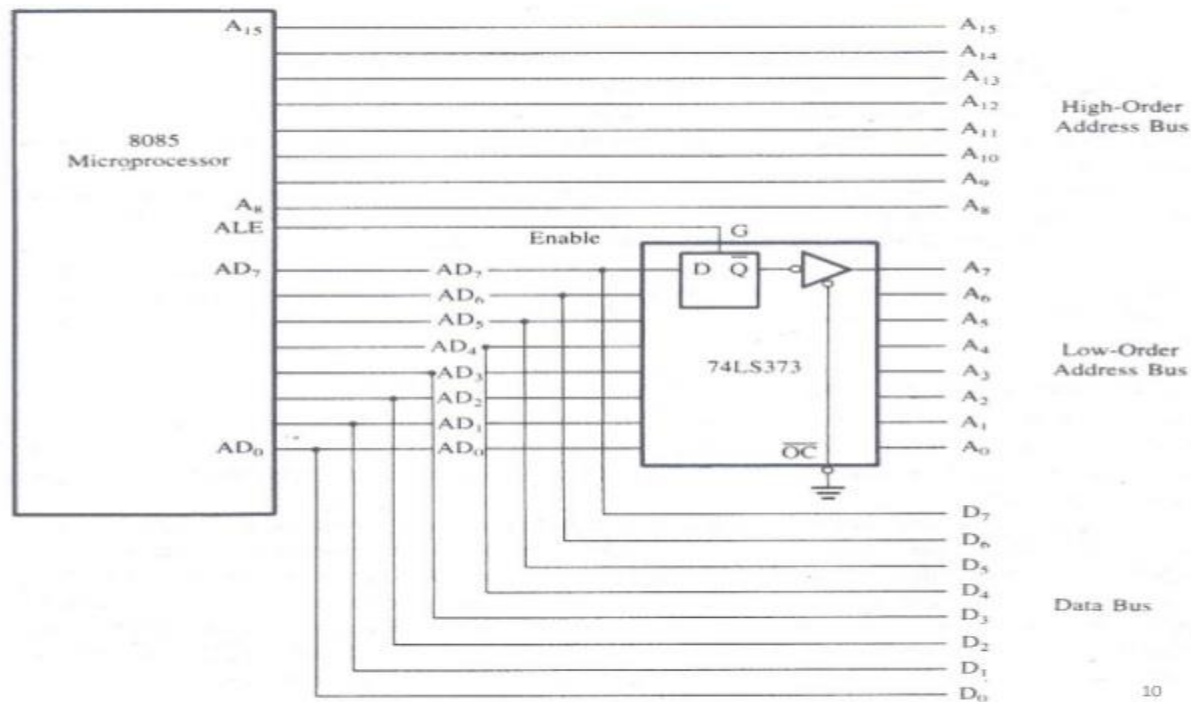 A15
A15
A14
A13
A12
High-Order
Address Bus
8085
Microprocessor
A11
A10
A9
A8
A8
ALE
Enable
G
AD7
AD7
D
Q̅
A7
AD6
A6
AD5
A5
AD4
A4
Low-Order
Address Bus
74LS373
AD3
A3
AD2
A2
AD1
A1
AD0
AD0
O̅C̅
A0
D7
D6
D5
D4
D3
Data Bus
D2
D1
D0
10